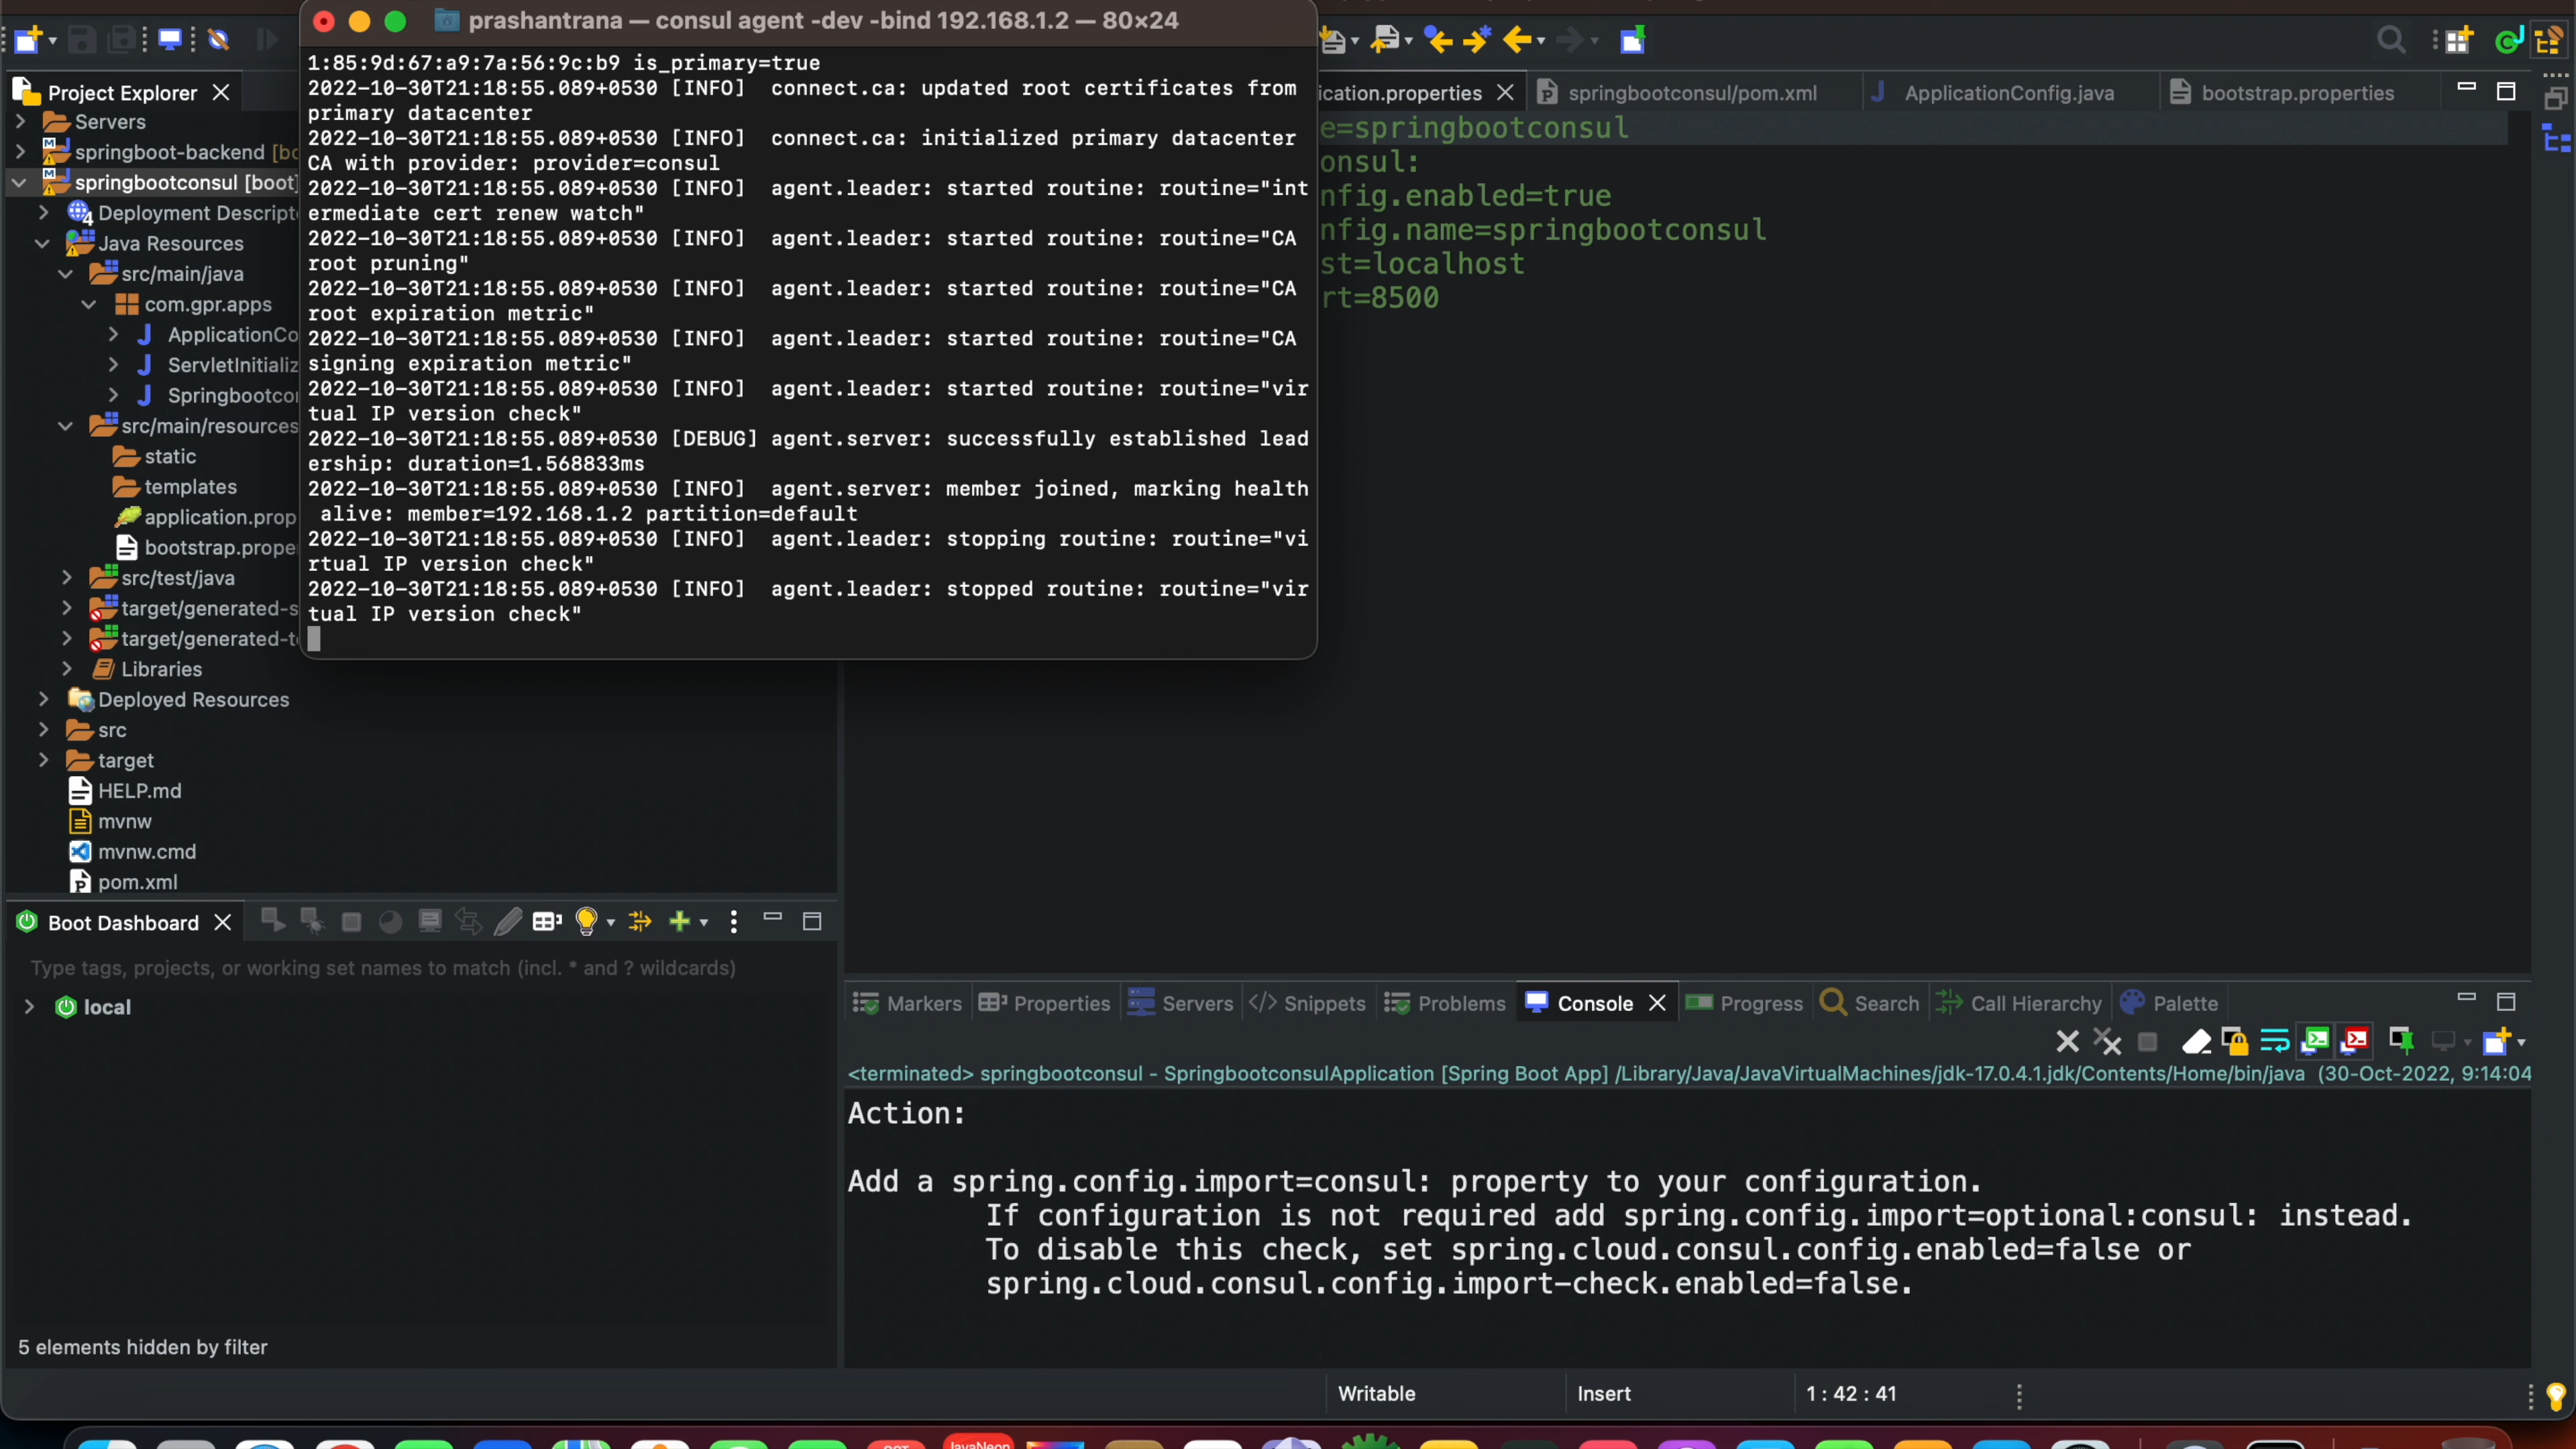 prashantrana — consul agent -dev -bind 192.168.1.2 — 80×24
1:85:9d:67:a9:7a:56:9c:b9 is_primary=true
2022-10-30T21:18:55.089+0530 [INFO]  connect.ca: updated root certificates from
primary datacenter
2022-10-30T21:18:55.089+0530 [INFO]  connect.ca: initialized primary datacenter
CA with provider: provider=consul
2022-10-30T21:18:55.089+0530 [INFO]  agent.leader: started routine: routine="int
ermediate cert renew watch"
2022-10-30T21:18:55.089+0530 [INFO]  agent.leader: started routine: routine="CA
root pruning"
2022-10-30T21:18:55.089+0530 [INFO]  agent.leader: started routine: routine="CA
root expiration metric"
2022-10-30T21:18:55.089+0530 [INFO]  agent.leader: started routine: routine="CA
signing expiration metric"
2022-10-30T21:18:55.089+0530 [INFO]  agent.leader: started routine: routine="vir
tual IP version check"
2022-10-30T21:18:55.089+0530 [DEBUG] agent.server: successfully established lead
ership: duration=1.568833ms
2022-10-30T21:18:55.089+0530 [INFO]  agent.server: member joined, marking health
 alive: member=192.168.1.2 partition=default
2022-10-30T21:18:55.089+0530 [INFO]  agent.leader: stopping routine: routine="vi
rtual IP version check"
2022-10-30T21:18:55.089+0530 [INFO]  agent.leader: stopped routine: routine="vir
tual IP version check"
Project Explorer
Servers
springboot-backend [bo
springbootconsul [boot]
Deployment Descripto
Java Resources
src/main/java
com.gpr.apps
ApplicationCo
ServletInitializ
Springbootco
src/main/resources
static
templates
application.prop
bootstrap.prope
src/test/java
target/generated-s
target/generated-te
Libraries
Deployed Resources
src
target
HELP.md
mvnw
mvnw.cmd
pom.xml
ication.properties
springbootconsul/pom.xml
ApplicationConfig.java
bootstrap.properties
e=springbootconsul
onsul:
nfig.enabled=true
nfig.name=springbootconsul
st=localhost
rt=8500
Boot Dashboard
Type tags, projects, or working set names to match (incl. * and ? wildcards)
local
5 elements hidden by filter
Markers
Properties
Servers
Snippets
Problems
Console
Progress
Search
Call Hierarchy
Palette
<terminated> springbootconsul - SpringbootconsulApplication [Spring Boot App] /Library/Java/JavaVirtualMachines/jdk-17.0.4.1.jdk/Contents/Home/bin/java (30-Oct-2022, 9:14:04
Action:
Add a spring.config.import=consul: property to your configuration.
If configuration is not required add spring.config.import=optional:consul: instead.
To disable this check, set spring.cloud.consul.config.enabled=false or
spring.cloud.consul.config.import-check.enabled=false.
Writable
Insert
1 : 42 : 41
OCT
JavaNeon